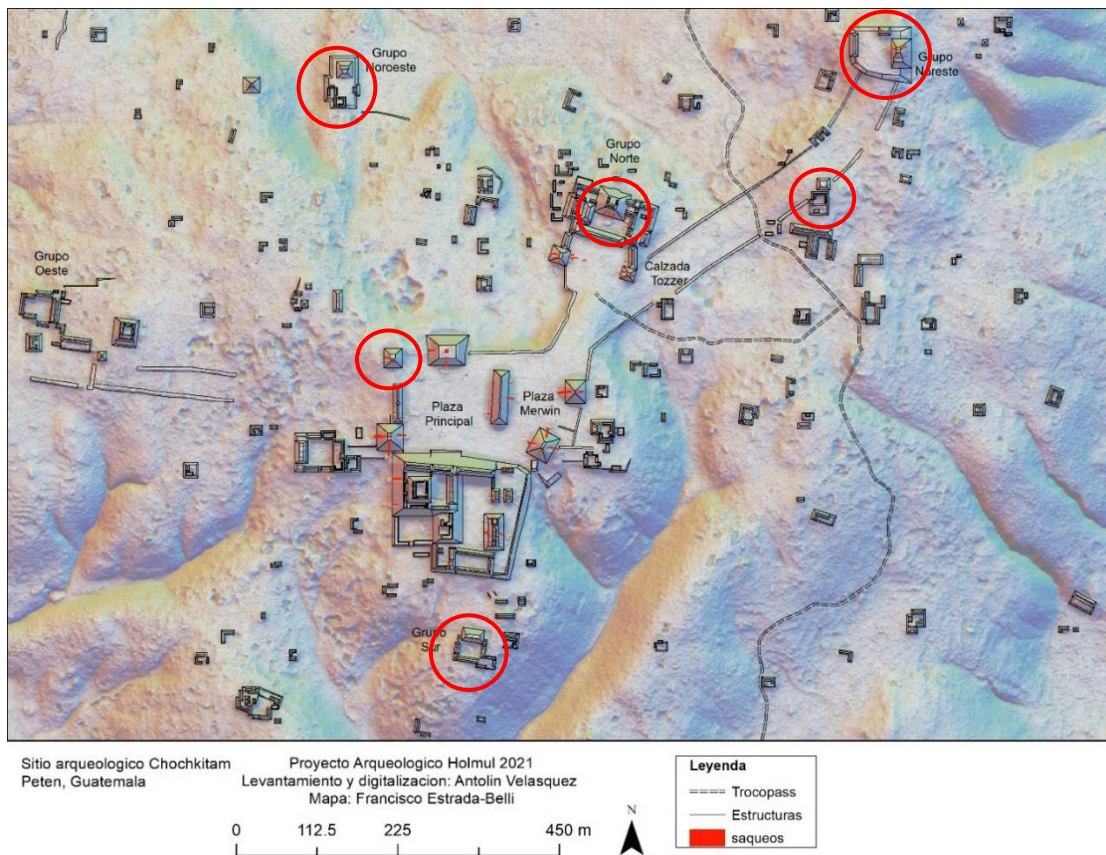 Grupo
Noroeste
Grupo
Noreste
Grupo
Norte
Grupo
Oeste
Calzada
Tozzer
Plaza
Principal
Plaza
Merwin
Grupo
Sur
Sitio arqueologico Chochkitam
Peten, Guatemala
Proyecto Arqueologico Holmul 2021
Levantamiento y digitalizacion: Antolin Velasquez
Mapa: Francisco Estrada-Belli
0 112.5 225 450 m
N
Leyenda
Trocopass
Estructuras
saqueos